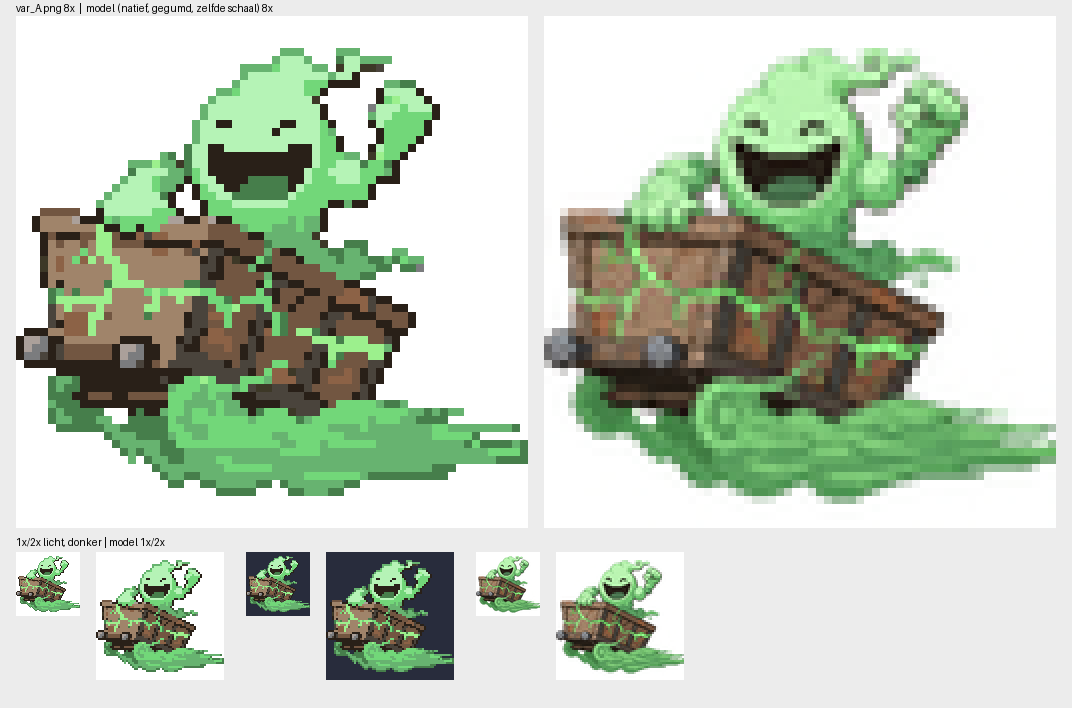 var_A.png 8x | model (natief, gegumd, zelfde schaal) 8x
1x/2x licht, donker | model 1x/2x